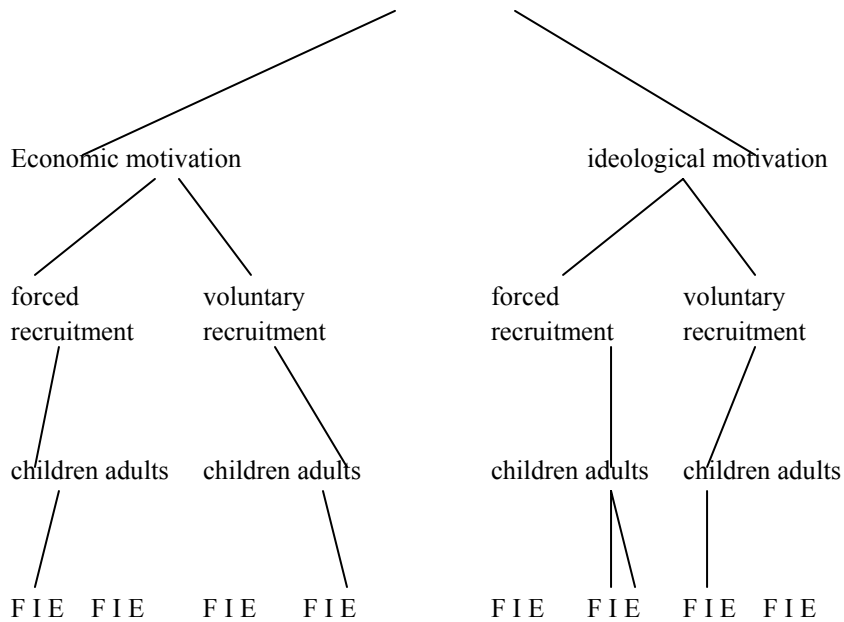 Economic motivation ideological motivation
forced voluntary forced voluntary
recruitment recruitment recruitment recruitment
children adults children adults children adults children adults
F I E F I E F I E F I E F I E F I E F I E F I E